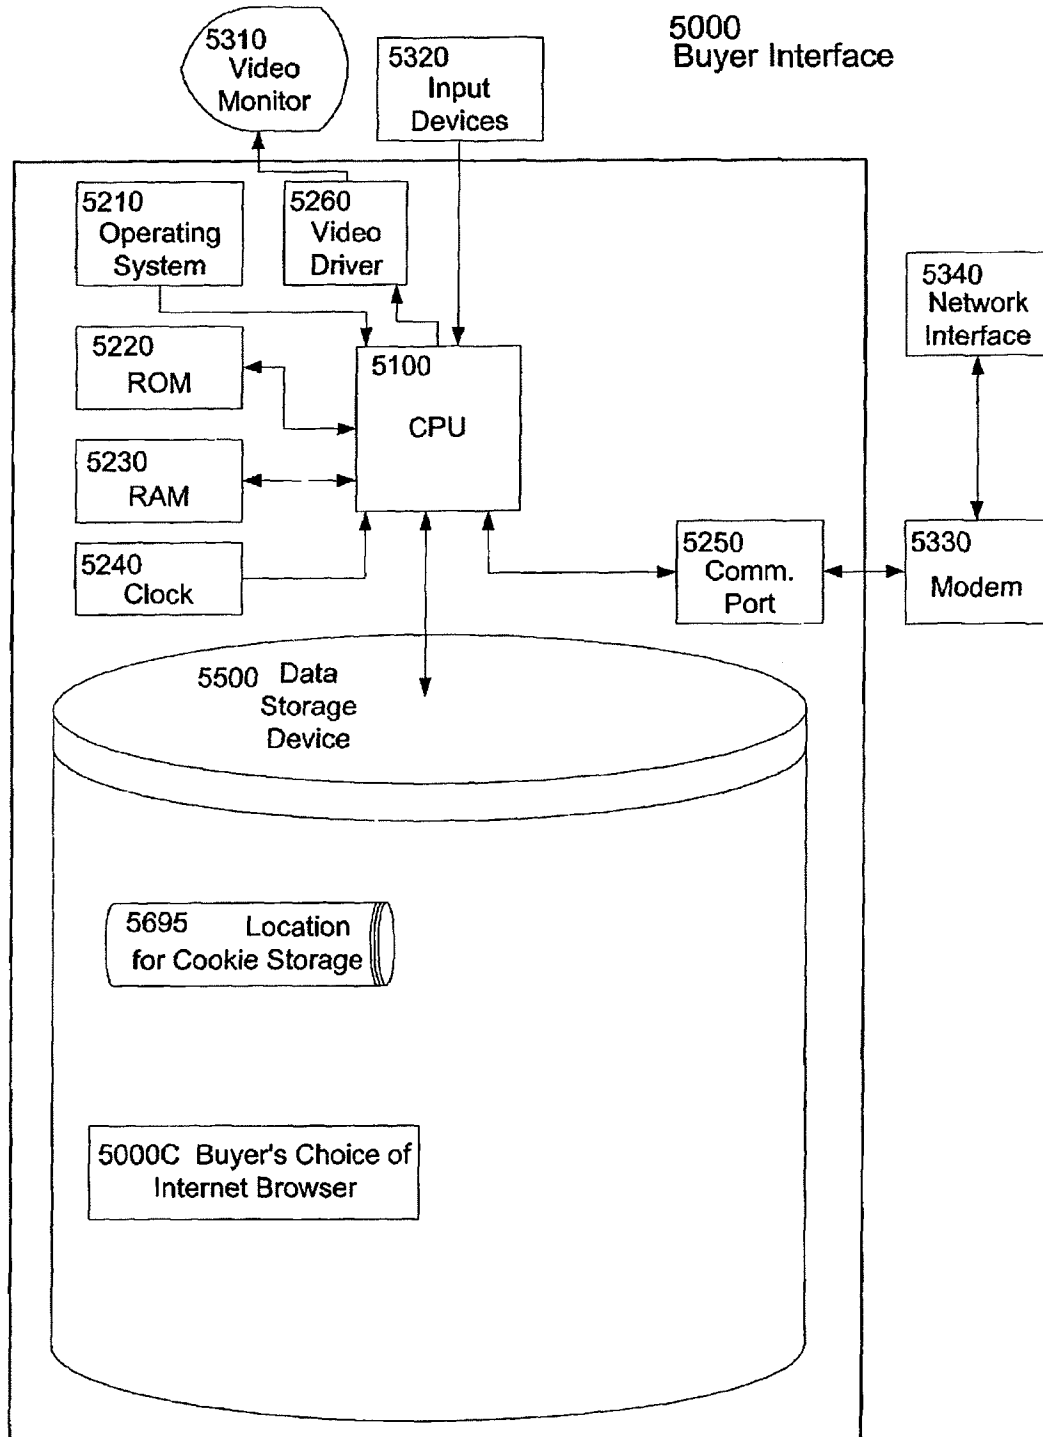 5000
Buyer Interface
5310
Video
Monitor
5320
Input
Devices
5210
Operating
System
5260
Video
Driver
5340
Network
Interface
5220
ROM
5100
CPU
5230
RAM
5240
Clock
5250
Comm.
Port
5330
Modem
5500 Data
Storage
Device
5695 Location
for Cookie Storage
5000C Buyer's Choice of
Internet Browser